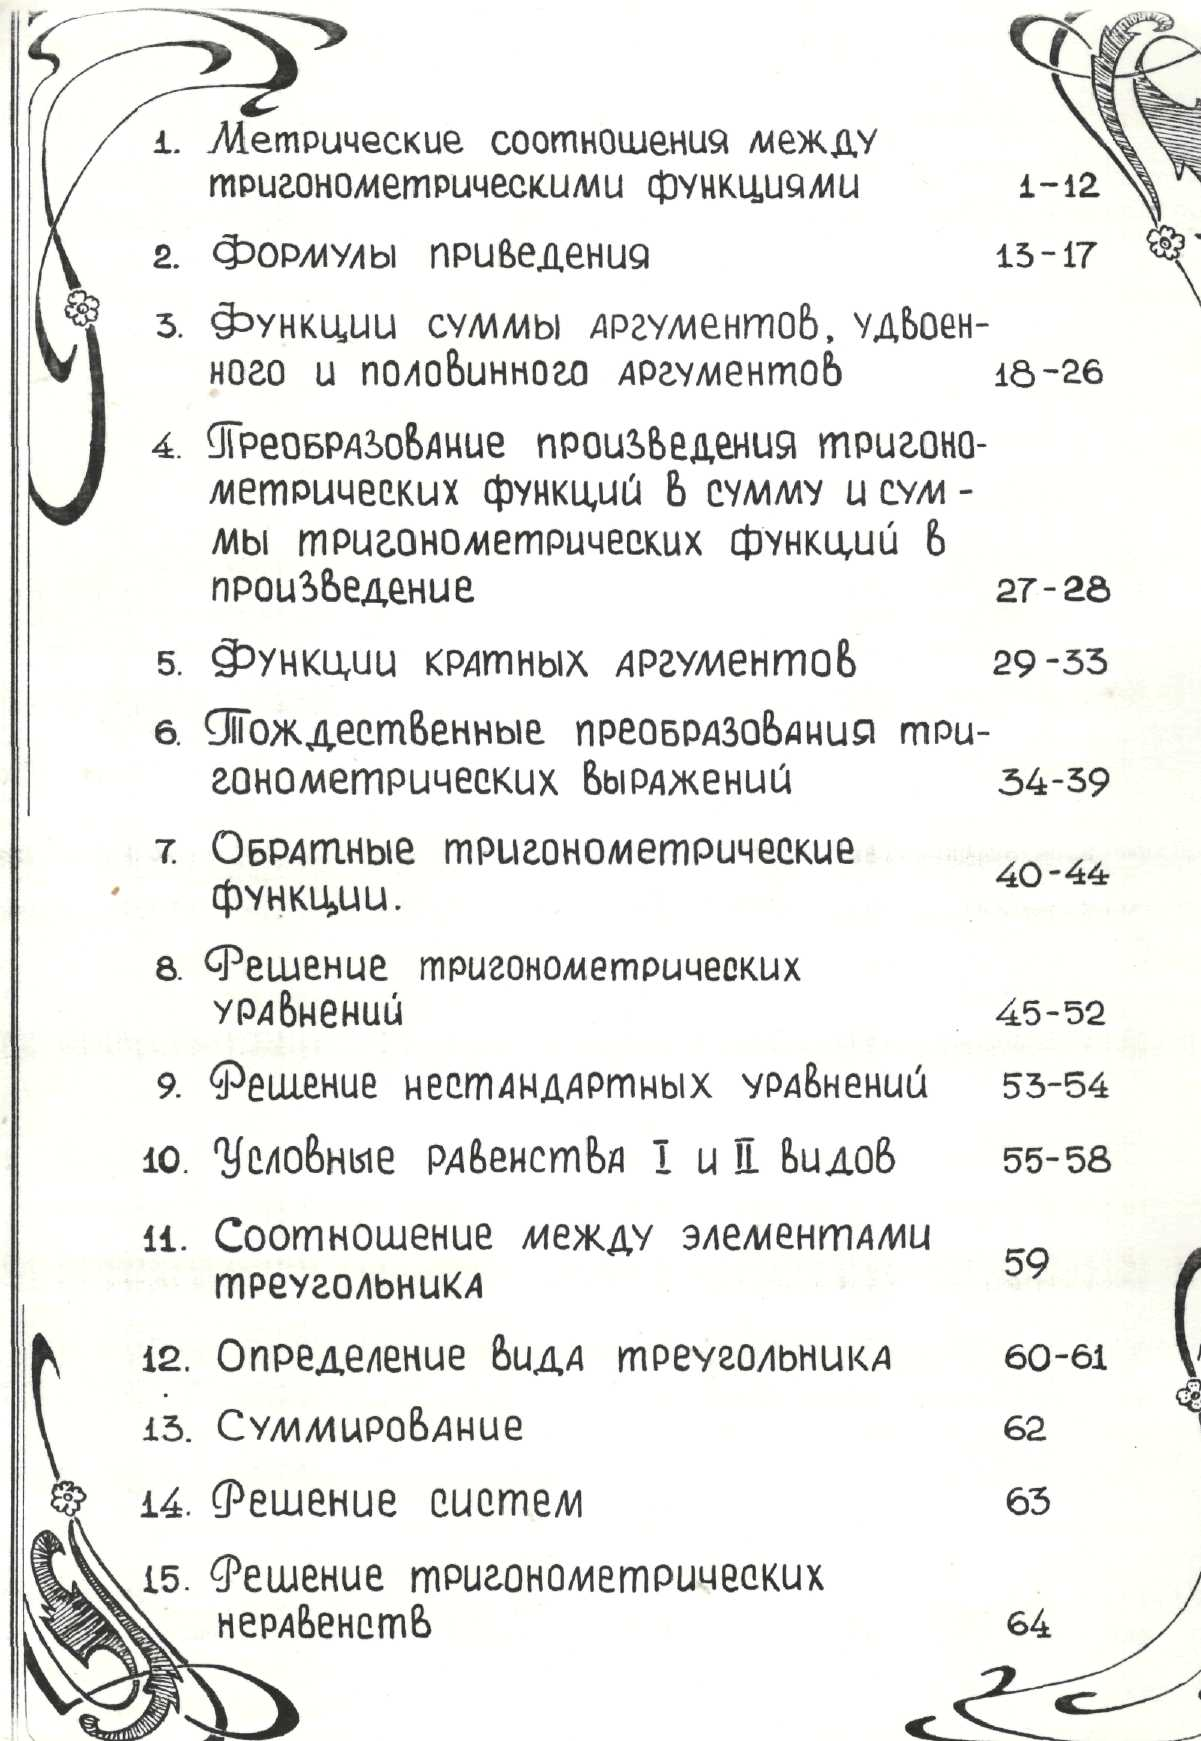 1. Метрические соотношения между
тригонометрическими функциями 1-12
2. Формулы приведения 13-17
3. Функции суммы аргументов, удвоен-
ного и половинного аргументов 18-26
4. Преобразование произведения тригоно-
метрических функций в сумму и сум-
мы тригонометрических функций в
произведение 27-28
5. Функции кратных аргументов 29-33
6. Тождественные преобразования три-
гонометрических выражений 34-39
7. Обратные тригонометрические
функции. 40-44
8. Решение тригонометрических
уравнений 45-52
9. Решение нестандартных уравнений 53-54
10. Условные равенства I и II видов 55-58
11. Соотношение между элементами
треугольника 59
12. Определение вида треугольника 60-61
13. Суммирование 62
14. Решение систем 63
15. Решение тригонометрических
неравенств 64